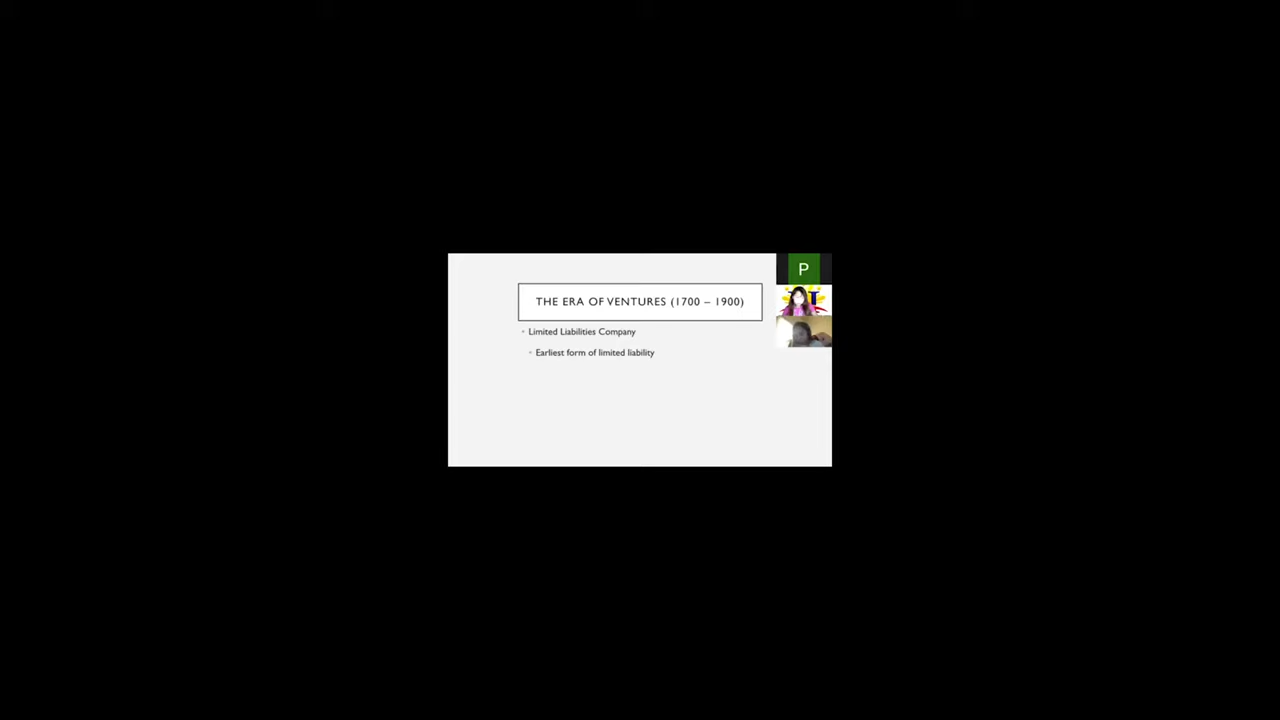 THE ERA OF VENTURES (1700 – 1900)
P
Limited Liabilities Company
Earliest form of limited liability